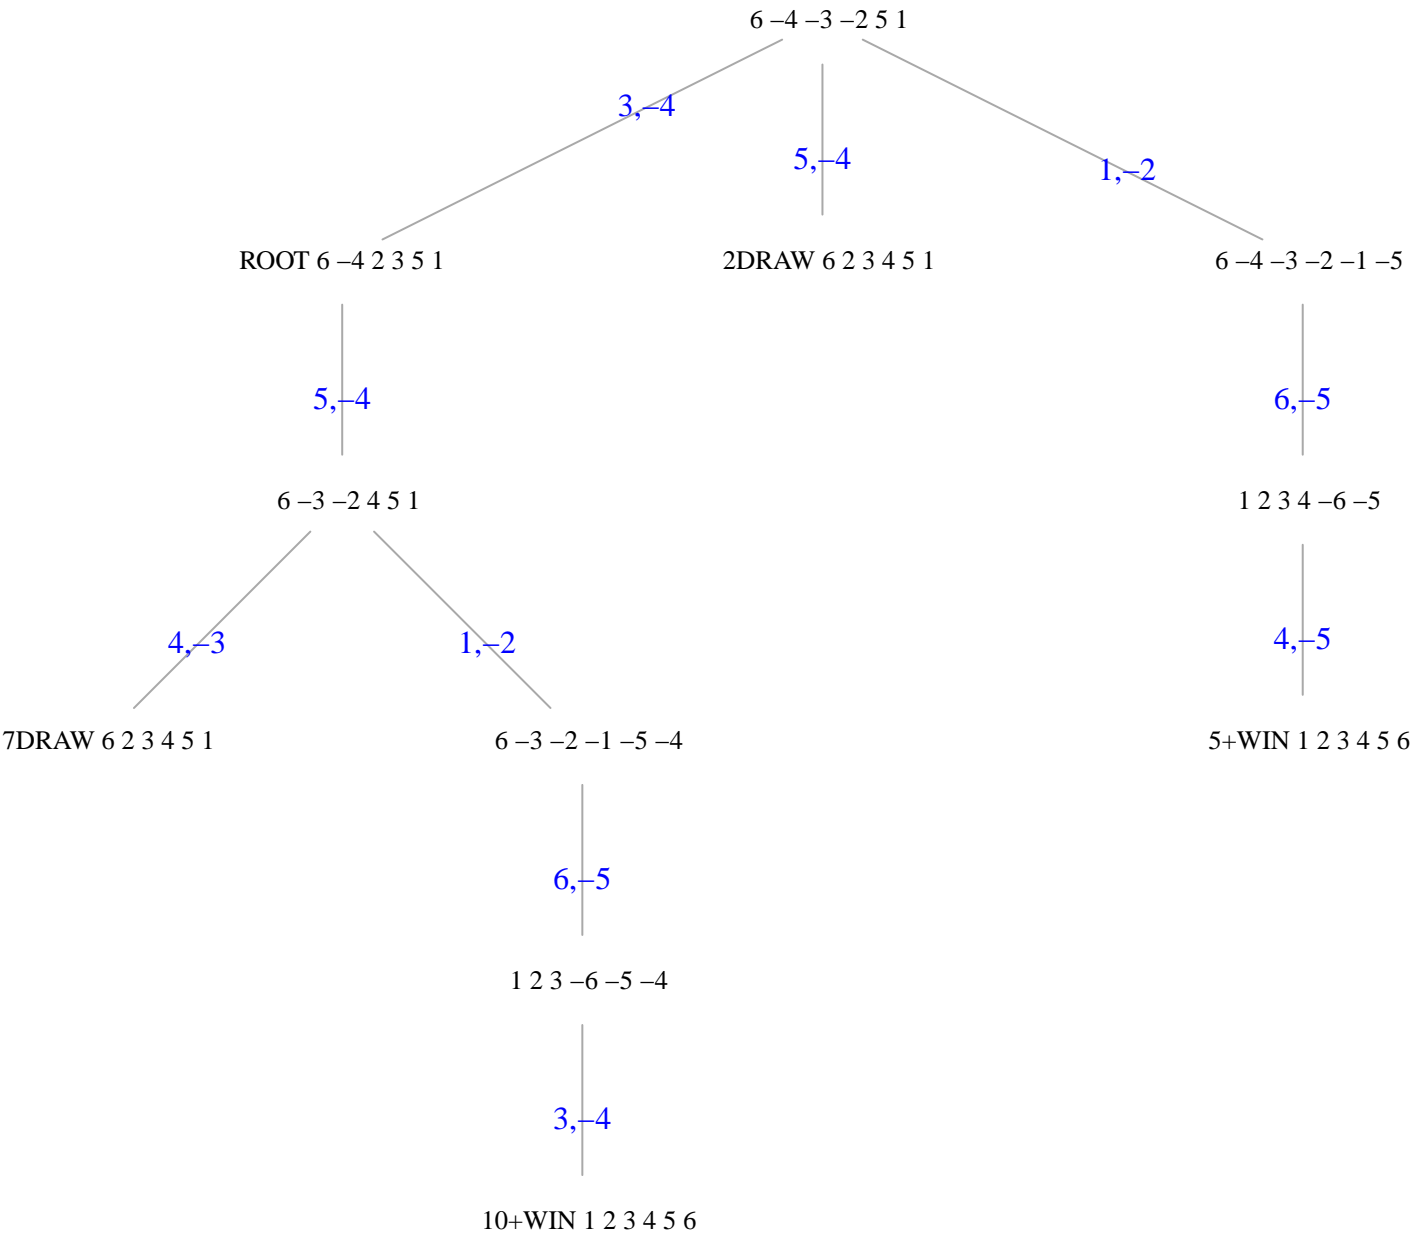 6 –4 –3 –2 5 1
3,–4
5,–4
1,–2
ROOT 6 –4 2 3 5 1
2DRAW 6 2 3 4 5 1
6 –4 –3 –2 –1 –5
5,–4
6,–5
6 –3 –2 4 5 1
1 2 3 4 –6 –5
4,–3
1,–2
4,–5
7DRAW 6 2 3 4 5 1
6 –3 –2 –1 –5 –4
5+WIN 1 2 3 4 5 6
6,–5
1 2 3 –6 –5 –4
3,–4
10+WIN 1 2 3 4 5 6